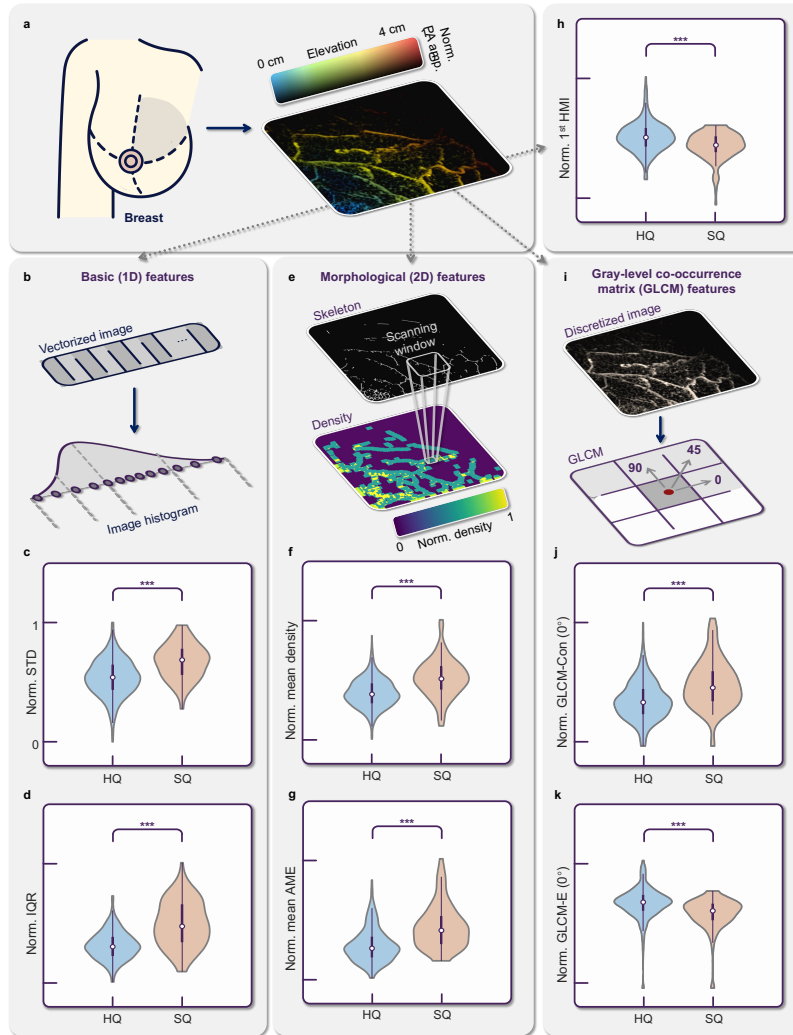 a
0 cm
Elevation
4 cm
Norm.
PA amp.
Breast
h
***
Norm. 1st HMI
HQ
SQ
b
Basic (1D) features
Vectorized image
...
Image histogram
c
***
1
Norm. STD
0
HQ
SQ
d
***
Norm. IQR
HQ
SQ
e
Morphological (2D) features
Skeleton
Scanning
window
Density
0
Norm. density
1
f
***
Norm. mean density
HQ
SQ
g
***
Norm. mean AME
HQ
SQ
i
Gray-level co-occurrence
matrix (GLCM) features
Discretized image
GLCM
90
45
0
j
***
Norm. GLCM-Con (0°)
HQ
SQ
k
***
Norm. GLCM-E (0°)
HQ
SQ